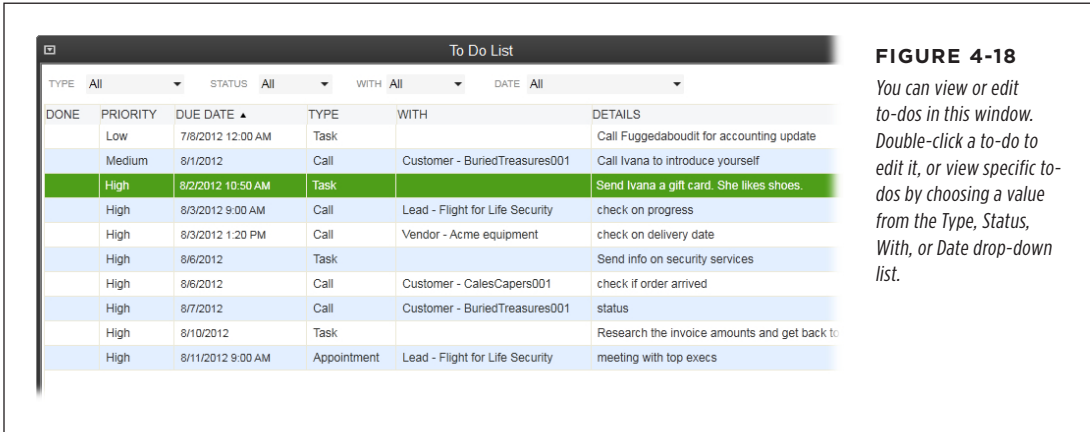 To Do List
TYPE All STATUS All WITH All DATE All
DONE PRIORITY DUE DATE TYPE WITH DETAILS
Low 7/8/2012 12:00 AM Task Call Fuggedaboudit for accounting update
Medium 8/1/2012 Call Customer - BuriedTreasures001 Call Ivana to introduce yourself
High 8/2/2012 10:50 AM Task Send Ivana a gift card. She likes shoes.
High 8/3/2012 9:00 AM Call Lead - Flight for Life Security check on progress
High 8/3/2012 1:20 PM Call Vendor - Acme equipment check on delivery date
High 8/6/2012 Task Send info on security services
High 8/6/2012 Call Customer - CalesCapers001 check if order arrived
High 8/7/2012 Call Customer - BuriedTreasures001 status
High 8/10/2012 Task Research the invoice amounts and get back to
High 8/11/2012 9:00 AM Appointment Lead - Flight for Life Security meeting with top execs
FIGURE 4-18
You can view or edit
to-dos in this window.
Double-click a to-do to
edit it, or view specific to-
dos by choosing a value
from the Type, Status,
With, or Date drop-down
list.